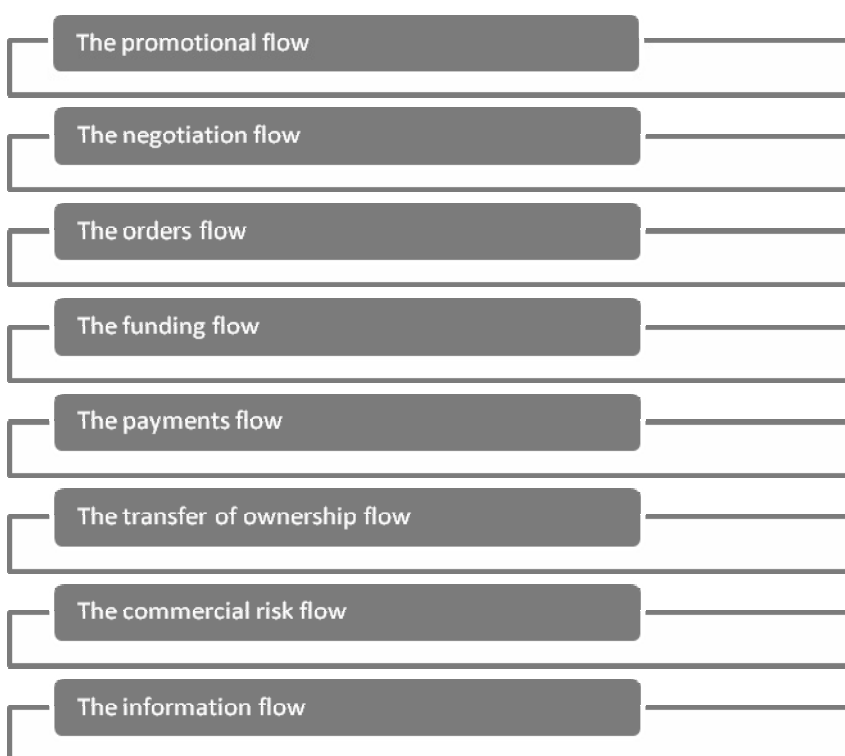 The promotional flow
The negotiation flow
The orders flow
The funding flow
The payments flow
The transfer of ownership flow
The commercial risk flow
The information flow